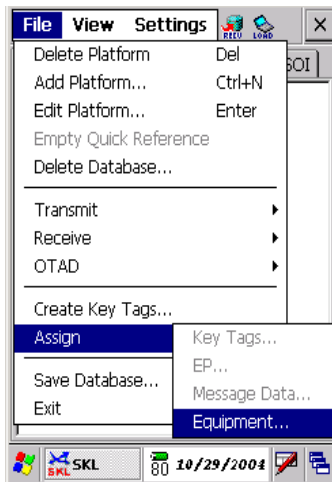 File View Settings RECV LOAD ×
SOI
Delete Platform Del
Add Platform... Ctrl+N
Edit Platform... Enter
Empty Quick Reference
Delete Database...
Transmit
Receive
OTAD
Create Key Tags...
Assign
Key Tags...
EP...
Message Data...
Equipment...
Save Database...
Exit
SKL SKL 80 10/29/2004